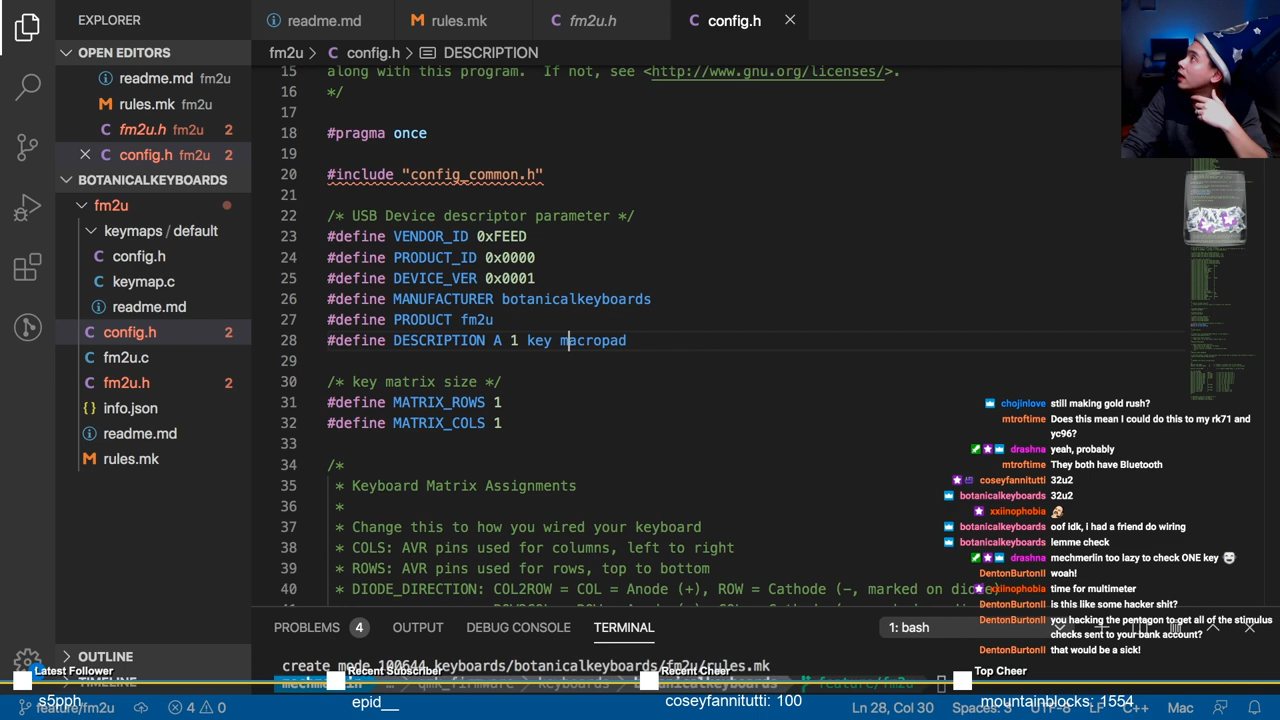 EXPLORER
OPEN EDITORS
readme.md fm2u
rules.mk fm2u
fm2u.h fm2u 2
config.h fm2u 2
BOTANICALKEYBOARDS
fm2u
keymaps / default
config.h
keymap.c
readme.md
config.h 2
fm2u.c
fm2u.h 2
info.json
readme.md
rules.mk
OUTLINE
readme.md
rules.mk
fm2u.h
config.h
fm2u > config.h > DESCRIPTION
15 along with this program. If not, see <http://www.gnu.org/licenses/>.
16 */
17
18 #pragma once
19
20 #include "config_common.h"
21
22 /* USB Device descriptor parameter */
23 #define VENDOR_ID 0xFEED
24 #define PRODUCT_ID 0x0000
25 #define DEVICE_VER 0x0001
26 #define MANUFACTURER botanicalkeyboards
27 #define PRODUCT fm2u
28 #define DESCRIPTION A 1 key macropad
29
30 /* key matrix size */
31 #define MATRIX_ROWS 1
32 #define MATRIX_COLS 1
33
34 /*
35 * Keyboard Matrix Assignments
36 *
37 * Change this to how you wired your keyboard
38 * COLS: AVR pins used for columns, left to right
39 * ROWS: AVR pins used for rows, top to bottom
40 * DIODE_DIRECTION: COL2ROW = COL = Anode (+), ROW = Cathode (-, marked on diode)
chojinlove still making gold rush?
mtroftime Does this mean I could do this to my rk71 and
yc96?
drashna yeah, probably
mtroftime They both have Bluetooth
coseyfannitutti 32u2
botanicalkeyboards 32u2
xxiinophobia
botanicalkeyboards oof idk, i had a friend do wiring
botanicalkeyboards lemme check
drashna mechmerlin too lazy to check ONE key
DentonBurtonII woah!
xxiinophobia time for multimeter
DentonBurtonII is this like some hacker shit?
DentonBurtonII you hacking the pentagon to get all of the stimulus
checks sent to your bank account?
DentonBurtonII that would be a sick!
PROBLEMS 4 OUTPUT DEBUG CONSOLE TERMINAL 1: bash
create mode 100644 keyboards/botanicalkeyboards/fm2u/rules.mk
Latest Follower
s5pph
Recent Subscriber
epid__
Recent Cheer
coseyfannitutti: 100
Top Cheer
mountainblocks: 1554
feature/fm2u 4 0 Ln 28, Col 30 Spaces: 3 UTF-8 LF C++ Mac